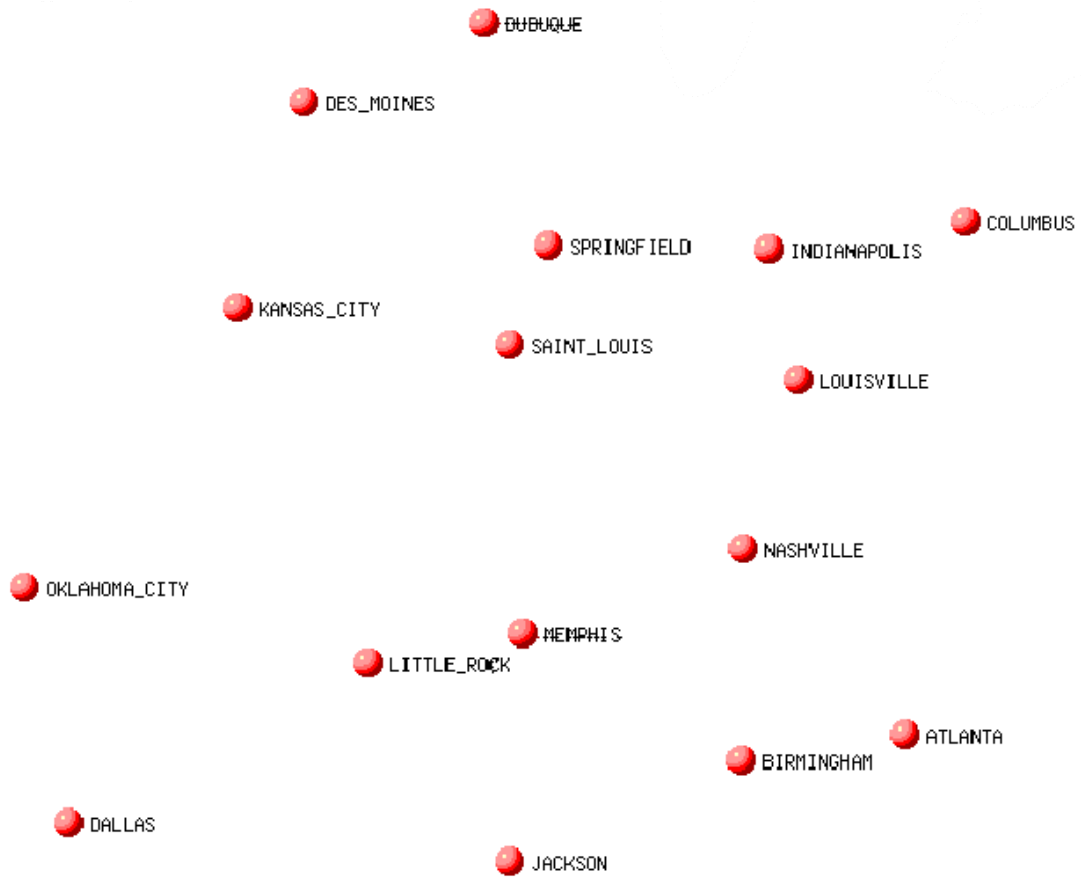 DUBUQUE
DES_MOINES
COLUMBUS
SPRINGFIELD
INDIANAPOLIS
KANSAS_CITY
SAINT_LOUIS
LOUISVILLE
NASHVILLE
OKLAHOMA_CITY
MEMPHIS
LITTLE_ROCK
ATLANTA
BIRMINGHAM
DALLAS
JACKSON